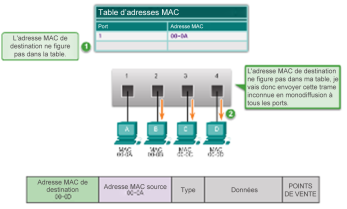 Table d'adresses MAC
Port
Adresse MAC
1
00-0A
L'adresse MAC de
destination ne figure
pas dans la table.
1
1 2 3 4
L'adresse MAC de destination
ne figure pas dans ma table, je
vais donc envoyer cette trame
inconnue en monodiffusion à
tous les ports.
2
A B C D
MAC MAC MAC MAC
00-0A 00-0B 00-0C 00-0D
Adresse MAC de
destination
00-0D
Adresse MAC source
00-0A
Type
Données
POINTS
DE VENTE